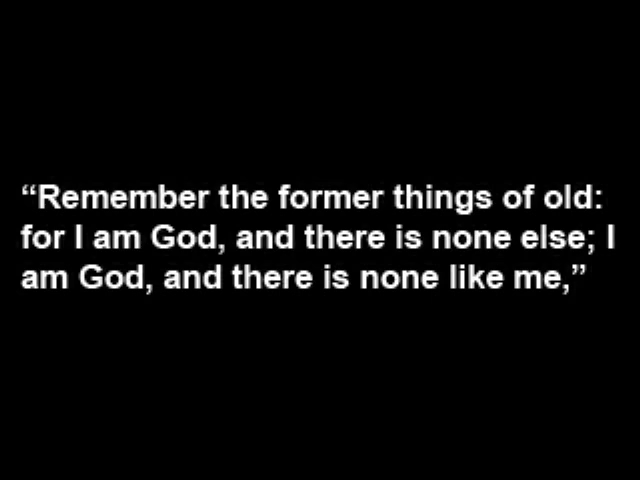 “Remember the former things of old:
for I am God, and there is none else; I
am God, and there is none like me,”